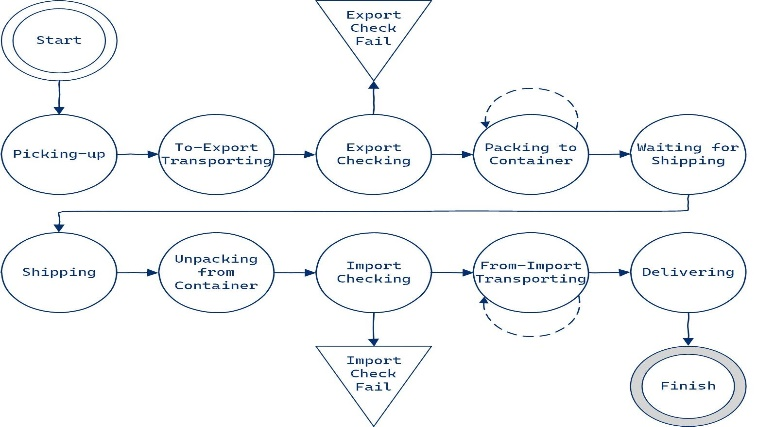 Start
Export
Check
Fail
Picking-up
To-Export
Transporting
Export
Checking
Packing to
Container
Waiting for
Shipping
Shipping
Unpacking
from
Container
Import
Checking
From-Import
Transporting
Delivering
Import
Check
Fail
Finish